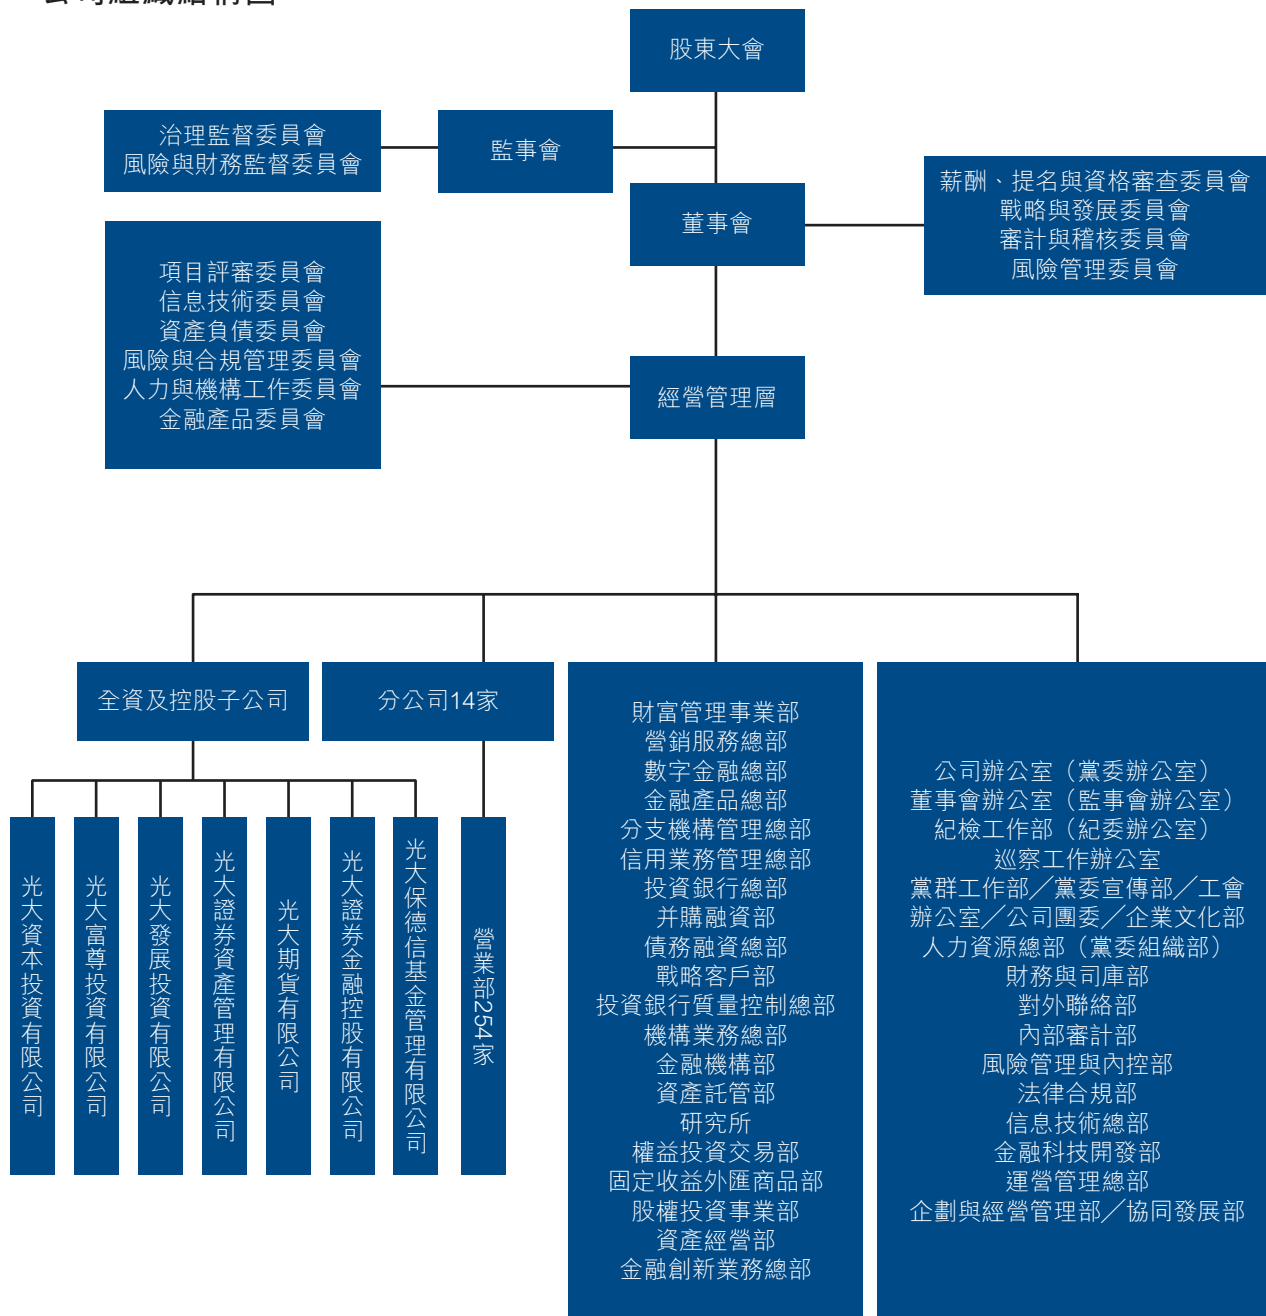 公司組織結構圖
股東大會
治理監督委員會
風險與財務監督委員會
監事會
薪酬、提名與資格審查委員會
戰略與發展委員會
審計與稽核委員會
風險管理委員會
董事會
項目評審委員會
信息技術委員會
資產負債委員會
風險與合規管理委員會
人力與機構工作委員會
金融產品委員會
經營管理層
全資及控股子公司
分公司14家
光大資本投資有限公司
光大富尊投資有限公司
光大發展投資有限公司
光大證券資產管理有限公司
光大期貨有限公司
光大證券金融控股有限公司
光大保德信基金管理有限公司
營業部254家
財富管理事業部
營銷服務總部
數字金融總部
金融產品總部
分支機構管理總部
信用業務管理總部
投資銀行總部
并購融資部
債務融資總部
戰略客戶部
投資銀行質量控制總部
機構業務總部
金融機構部
資產託管部
研究所
權益投資交易部
固定收益外匯商品部
股權投資事業部
資產經營部
金融創新業務總部
公司辦公室（黨委辦公室）
董事會辦公室（監事會辦公室）
紀檢工作部（紀委辦公室）
巡察工作辦公室
黨群工作部╱黨委宣傳部╱工會
辦公室╱公司團委╱企業文化部
人力資源總部（黨委組織部）
財務與司庫部
對外聯絡部
內部審計部
風險管理與內控部
法律合規部
信息技術總部
金融科技開發部
運營管理總部
企劃與經營管理部╱協同發展部